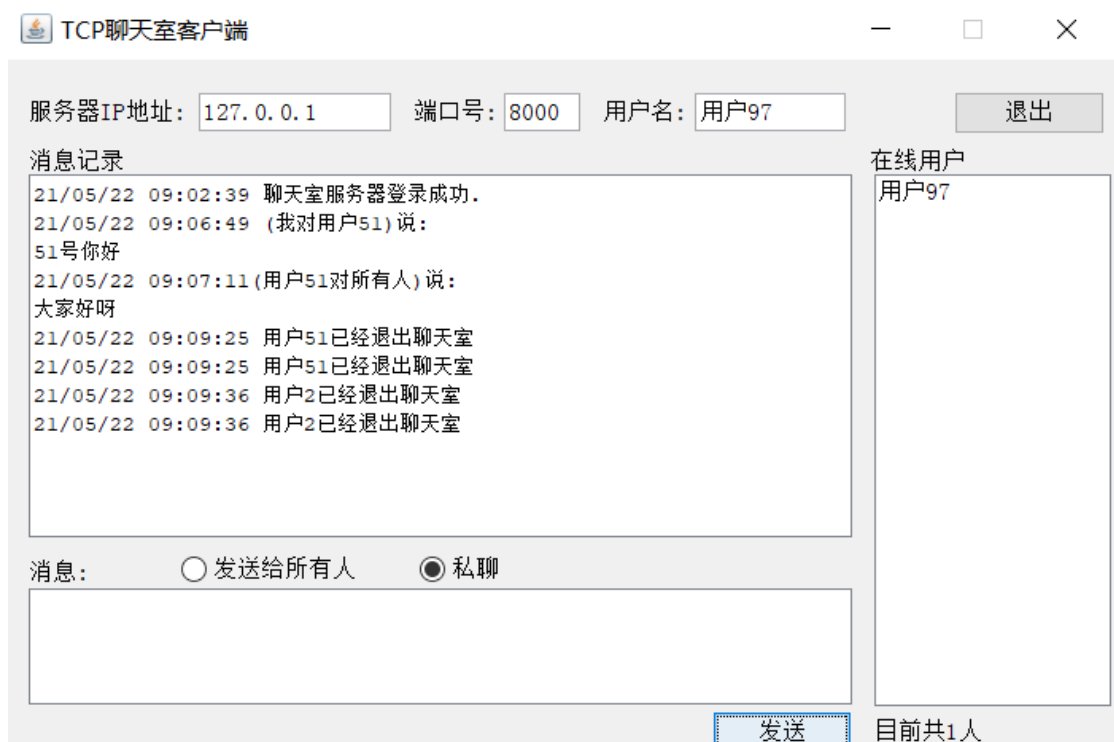 TCP聊天室客户端
服务器IP地址: 127.0.0.1 端口号: 8000 用户名: 用户97 退出
消息记录
21/05/22 09:02:39 聊天室服务器登录成功.
21/05/22 09:06:49 (我对用户51)说:
51号你好
21/05/22 09:07:11(用户51对所有人)说:
大家好呀
21/05/22 09:09:25 用户51已经退出聊天室
21/05/22 09:09:25 用户51已经退出聊天室
21/05/22 09:09:36 用户2已经退出聊天室
21/05/22 09:09:36 用户2已经退出聊天室
在线用户
用户97
消息: 发送给所有人 私聊
发送 目前共1人